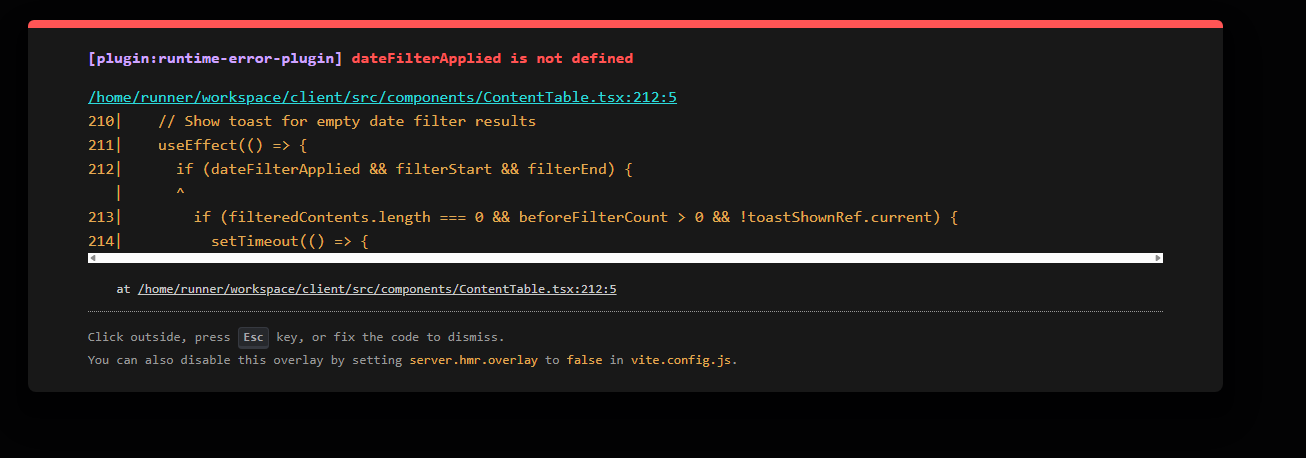 [plugin:runtime-error-plugin] dateFilterApplied is not defined
/home/runner/workspace/client/src/components/ContentTable.tsx:212:5
210|    // Show toast for empty date filter results
211|    useEffect(() => {
212|      if (dateFilterApplied && filterStart && filterEnd) {
   |      ^
213|        if (filteredContents.length === 0 && beforeFilterCount > 0 && !toastShownRef.current) {
214|          setTimeout(() => {
at /home/runner/workspace/client/src/components/ContentTable.tsx:212:5
Click outside, press Esc key, or fix the code to dismiss.
You can also disable this overlay by setting server.hmr.overlay to false in vite.config.js.